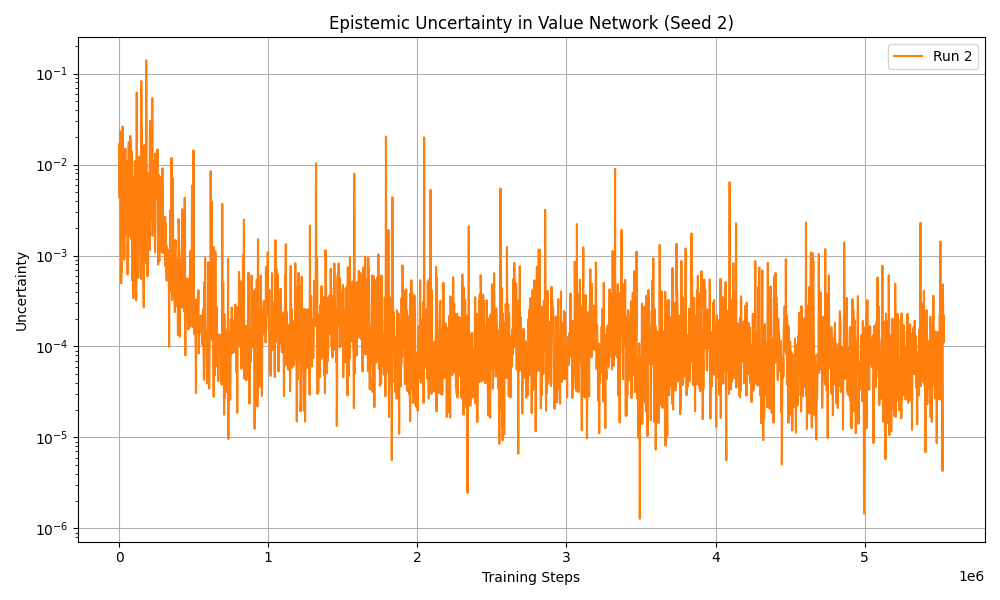 Epistemic Uncertainty in Value Network (Seed 2)
Run 2
Uncertainty
10⁻¹
10⁻²
10⁻³
10⁻⁴
10⁻⁵
10⁻⁶
0 1 2 3 4 5
1e6
Training Steps